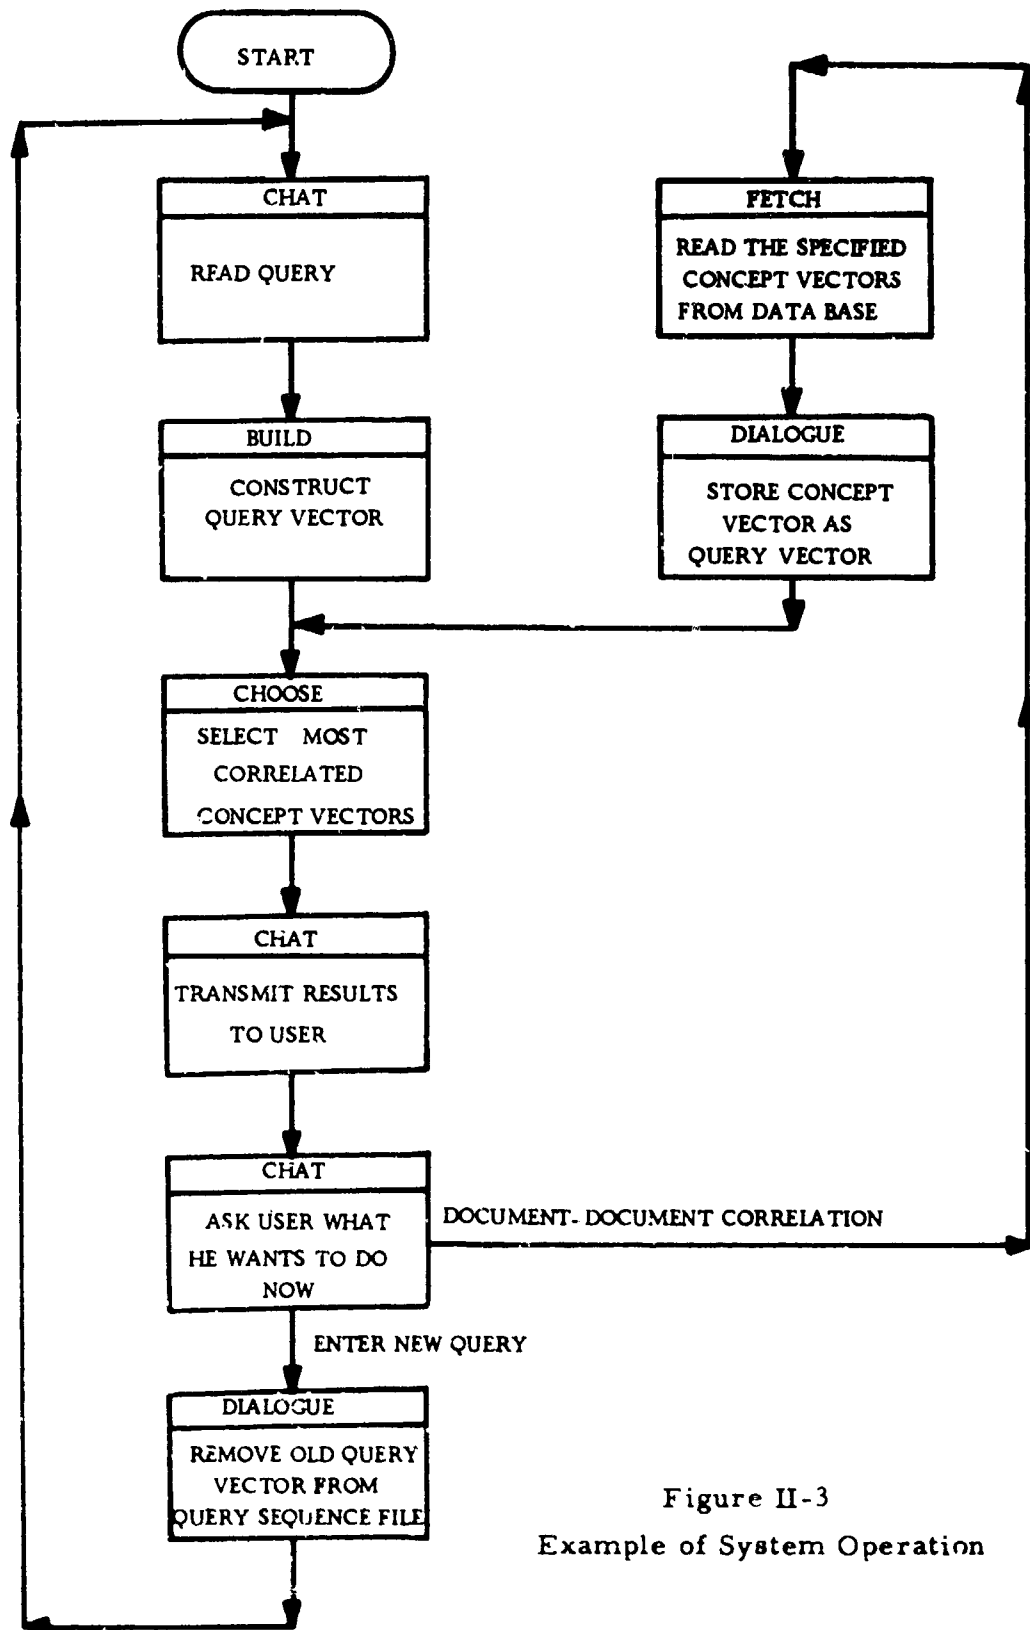 START
CHAT
READ QUERY
BUILD
CONSTRUCT
QUERY VECTOR
CHOOSE
SELECT MOST
CORRELATED
CONCEPT VECTORS
CHAT
TRANSMIT RESULTS
TO USER
CHAT
ASK USER WHAT
HE WANTS TO DO
NOW
DOCUMENT-DOCUMENT CORRELATION
ENTER NEW QUERY
DIALOGUE
REMOVE OLD QUERY
VECTOR FROM
QUERY SEQUENCE FILE
FETCH
READ THE SPECIFIED
CONCEPT VECTORS
FROM DATA BASE
DIALOGUE
STORE CONCEPT
VECTOR AS
QUERY VECTOR
Figure II-3
Example of System Operation